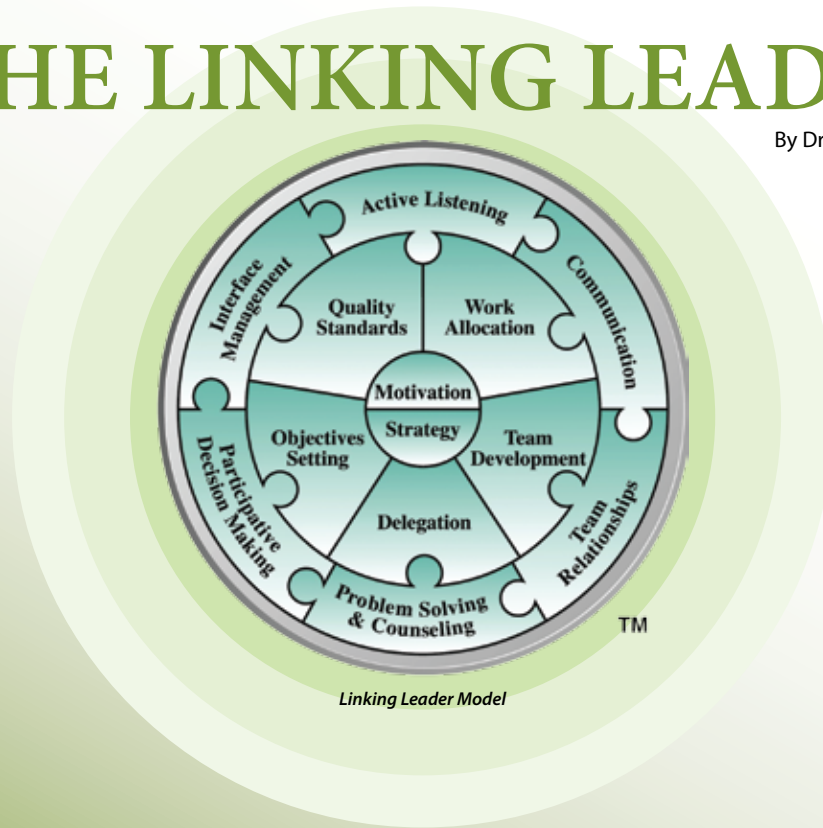 HE LINKING LEAD
By Dr
Active Listening
Communication
Interface
Management
Quality
Standards
Work
Allocation
Motivation
Strategy
Objectives
Setting
Team
Development
Delegation
Participative
Decision Making
Team
Relationships
Problem Solving
& Counseling
TM
Linking Leader Model